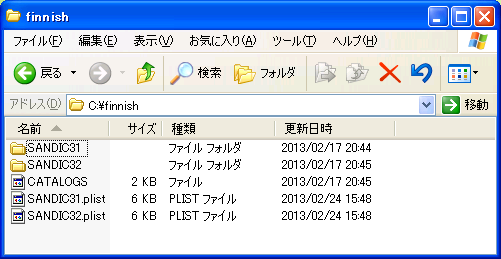 finnish
ファイル(F) 編集(E) 表示(V) お気に入り(A) ツール(T) ヘルプ(H)
戻る 検索 フォルダ
アドレス(D) C:¥finnish 移動
名前 サイズ 種類 更新日時
SANDIC31 ファイル フォルダ 2013/02/17 20:44
SANDIC32 ファイル フォルダ 2013/02/17 20:45
CATALOGS 2 KB ファイル 2013/02/17 20:45
SANDIC31.plist 6 KB PLIST ファイル 2013/02/24 15:48
SANDIC32.plist 6 KB PLIST ファイル 2013/02/24 15:48